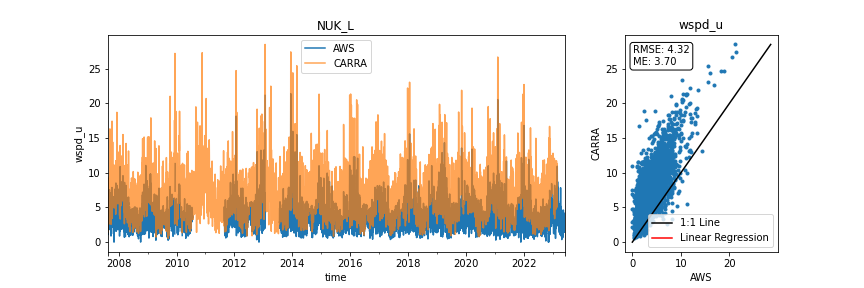 NUK_L
wspd_u
0
5
10
15
20
25
2008
2010
2012
2014
2016
2018
2020
2022
time
AWS
CARRA
wspd_u
CARRA
0
5
10
15
20
25
0
10
20
AWS
RMSE: 4.32
ME: 3.70
1:1 Line
Linear Regression